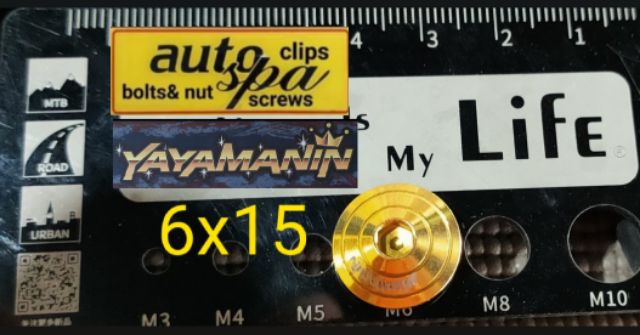 4 3 2 1
auto clips
spa
bolts& nut screws
YAYAMANIN
s
My LiFE
MTB
ROAD
URBAN
6x15
M3 M4 M5 M6 M8 M10